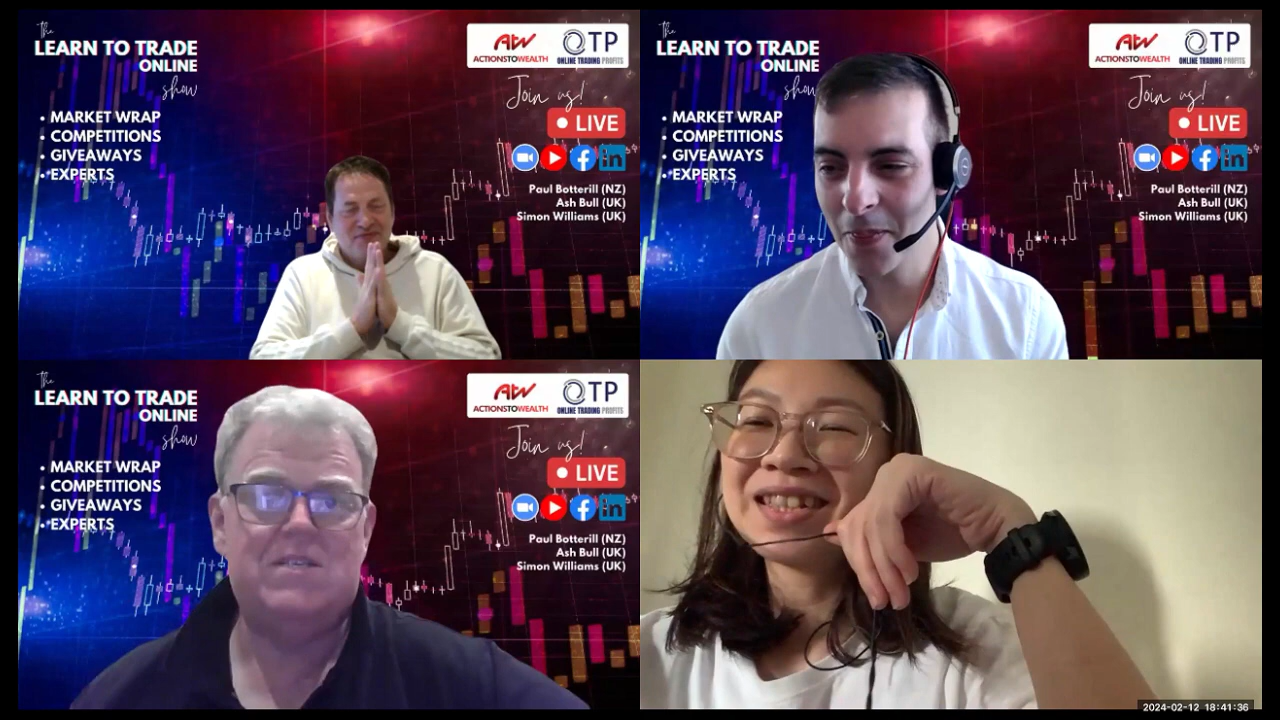 the
LEARN TO TRADE
ONLINE
show
• MARKET WRAP
• COMPETITIONS
• GIVEAWAYS
• EXPERTS
ATW
ACTIONSTOWEALTH
OTP
ONLINE TRADING PROFITS
Join us!
LIVE
in
Paul Botterill (NZ)
Ash Bull (UK)
Simon Williams (UK)
the
LEARN TO TRADE
ONLINE
show
• MARKET WRAP
• COMPETITIONS
• GIVEAWAYS
• EXPERTS
ATW
ACTIONSTOWEALTH
OTP
ONLINE TRADING PROFITS
Join us!
LIVE
in
Paul Botterill (NZ)
Ash Bull (UK)
Simon Williams (UK)
the
LEARN TO TRADE
ONLINE
show
• MARKET WRAP
• COMPETITIONS
• GIVEAWAYS
• EXPERTS
ATW
ACTIONSTOWEALTH
OTP
ONLINE TRADING PROFITS
Join us!
LIVE
in
Paul Botterill (NZ)
Ash Bull (UK)
Simon Williams (UK)
2024-02-12 18:41:36